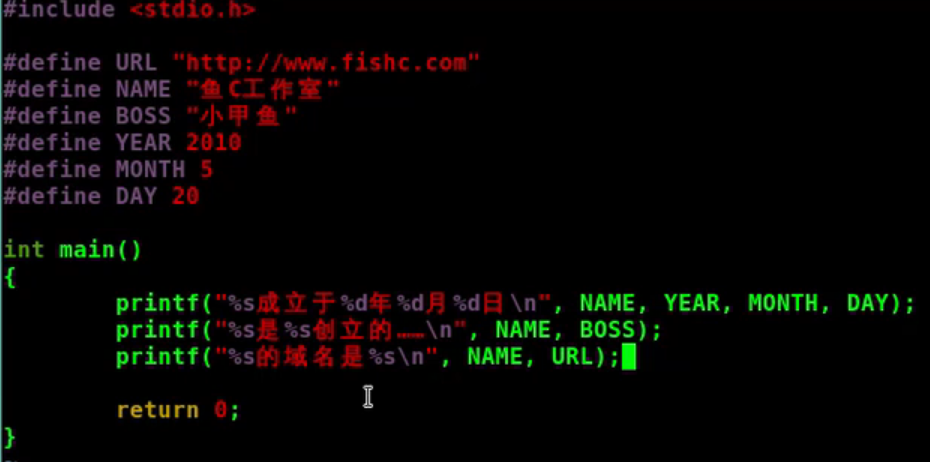 #include <stdio.h>
#define URL "http://www.fishc.com"
#define NAME "鱼C工作室"
#define BOSS "小甲鱼"
#define YEAR 2010
#define MONTH 5
#define DAY 20
int main()
{
printf("%s成立于%d年%d月%d日\n", NAME, YEAR, MONTH, DAY);
printf("%s是%s创立的……\n", NAME, BOSS);
printf("%s的域名是%s\n", NAME, URL);
return 0;
}